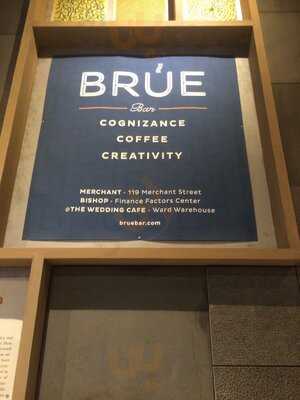 BRÚE
Bar
COGNIZANCE
COFFEE
CREATIVITY
MERCHANT - 119 Merchant Street
BISHOP - Finance Factors Center
@THE WEDDING CAFE - Ward Warehouse
bruebar.com